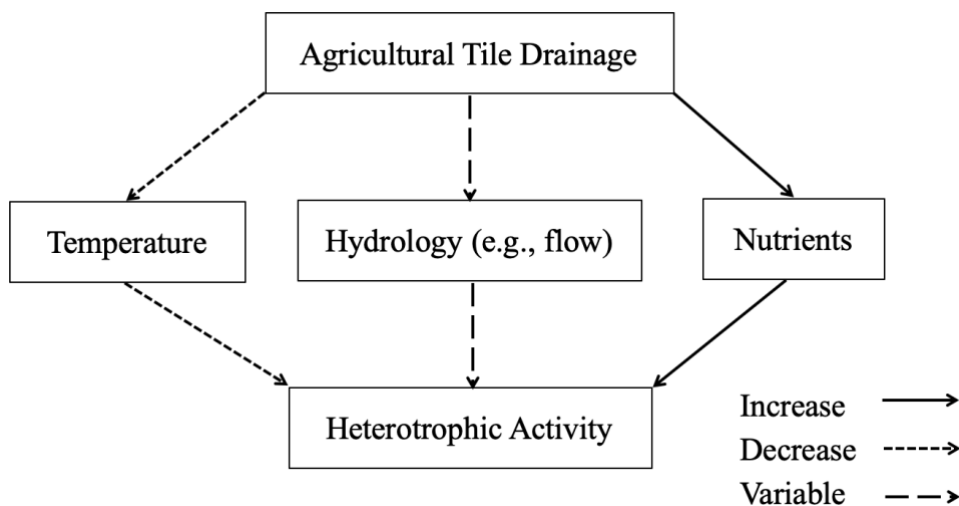 Agricultural Tile Drainage
Temperature
Hydrology (e.g., flow)
Nutrients
Heterotrophic Activity
Increase
Decrease
Variable